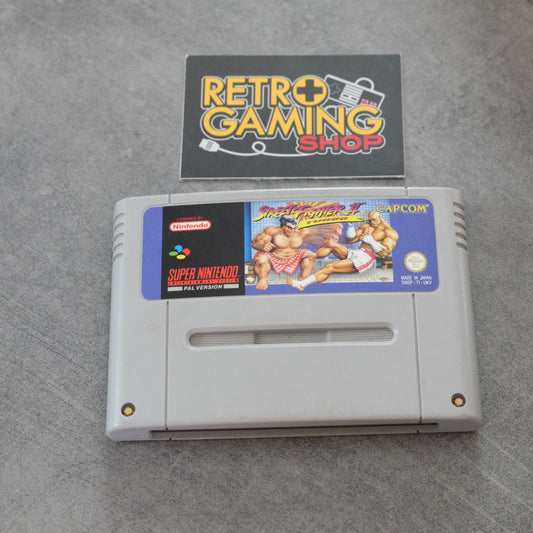 RETRO
GAMING
SHOP
LICENSED BY
Nintendo
STREET FIGHTER II
TURBO
CAPCOM
SUPER NINTENDO
ENTERTAINMENT SYSTEM
PAL VERSION
MADE IN JAPAN
SNSP-TI-UKV